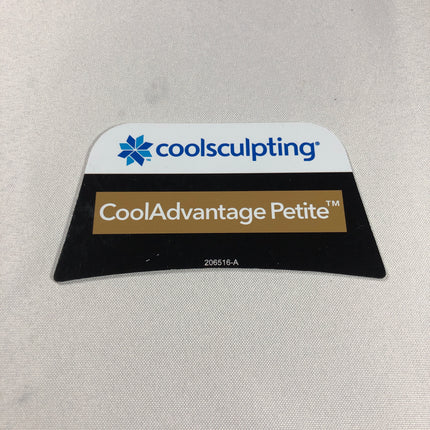 coolsculpting®
CoolAdvantage Petite™
206516-A